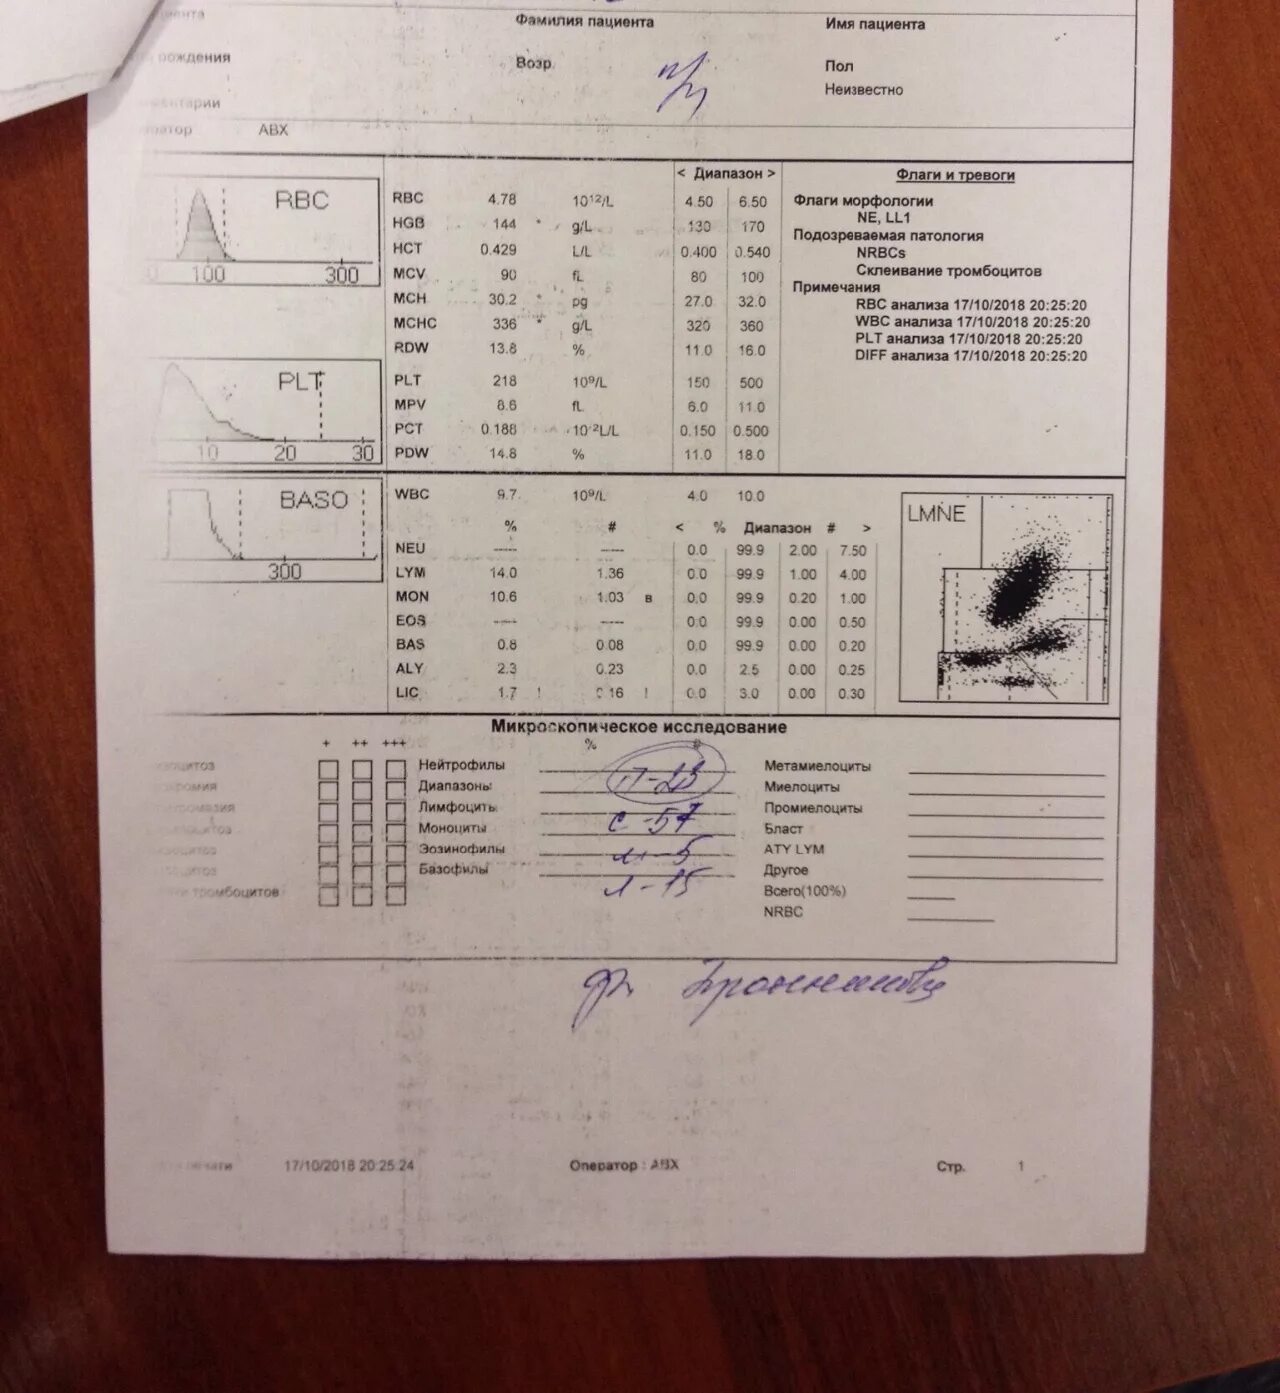 Фамилия пациента Имя пациента
рождения Возр. Пол
Неизвестно
ABX
< Диапазон > Флаги и тревоги
RBC
100 300
RBC 4.78 10¹²/L 4.50 6.50
HGB 144 * g/L 130 170
HCT 0.429 L/L 0.400 0.540
MCV 90 fL 80 100
MCH 30.2 * pg 27.0 32.0
MCHC 336 * g/L 320 360
RDW 13.8 % 11.0 16.0
Флаги морфологии
NE, LL1
Подозреваемая патология
NRBCs
Склеивание тромбоцитов
Примечания
RBC анализа 17/10/2018 20:25:20
WBC анализа 17/10/2018 20:25:20
PLT анализа 17/10/2018 20:25:20
DIFF анализа 17/10/2018 20:25:20
PLT
10 20 30
PLT 218 10⁹/L 150 500
MPV 8.6 fL 6.0 11.0
PCT 0.188 10⁻²L/L 0.150 0.500
PDW 14.8 % 11.0 18.0
BASO
300
WBC 9.7 10⁹/L 4.0 10.0
% # < % Диапазон # >
NEU ----- ----- 0.0 99.9 2.00 7.50
LYM 14.0 1.36 0.0 99.9 1.00 4.00
MON 10.6 1.03 в 0.0 99.9 0.20 1.00
EOS ----- ----- 0.0 99.9 0.00 0.50
BAS 0.8 0.08 0.0 99.9 0.00 0.20
ALY 2.3 0.23 0.0 2.5 0.00 0.25
LIC 1.7 ! 0.16 ! 0.0 3.0 0.00 0.30
LMNE
Микроскопическое исследование
+ ++ +++ % #
Нейтрофилы п-23 Метамиелоциты
Диапазоны Миелоциты
Лимфоциты с-57 Промиелоциты
Моноциты Бласт
Эозинофилы м-5 ATY LYM
Базофилы л-15 Другое
тромбоцитов Всего(100%)
NRBC
17/10/2018 20:25:24 Оператор : ABX Стр. 1